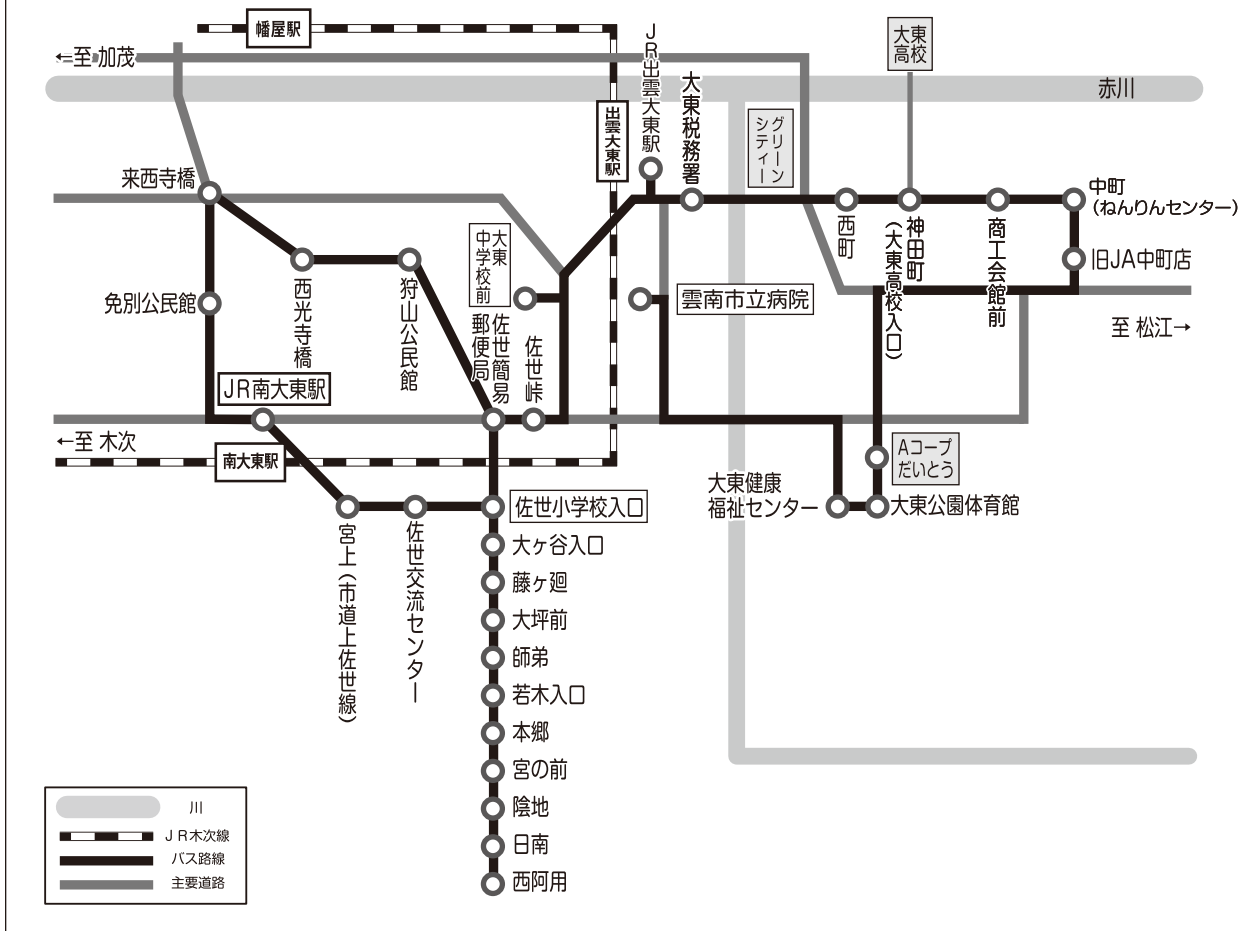 幡屋駅
←至 加茂
JR出雲大東駅
大東
高校
赤川
出雲大東駅
大東税務署
グリーン
シティー
来西寺橋
中町
(ねんりんセンター)
西町
神田町
(大東高校入口)
商工会館前
旧JA中町店
大東
中学校前
免別公民館
西光寺橋
狩山公民館
雲南市立病院
至 松江→
佐世簡易
郵便局
佐世峠
JR南大東駅
←至 木次
南大東駅
Aコープ
だいとう
大東健康
福祉センター
大東公園体育館
佐世小学校入口
宮上(市道上佐世線)
佐世交流センター
大ヶ谷入口
藤ヶ廻
大坪前
師弟
若木入口
本郷
宮の前
陰地
日南
西阿用
川
JR木次線
バス路線
主要道路